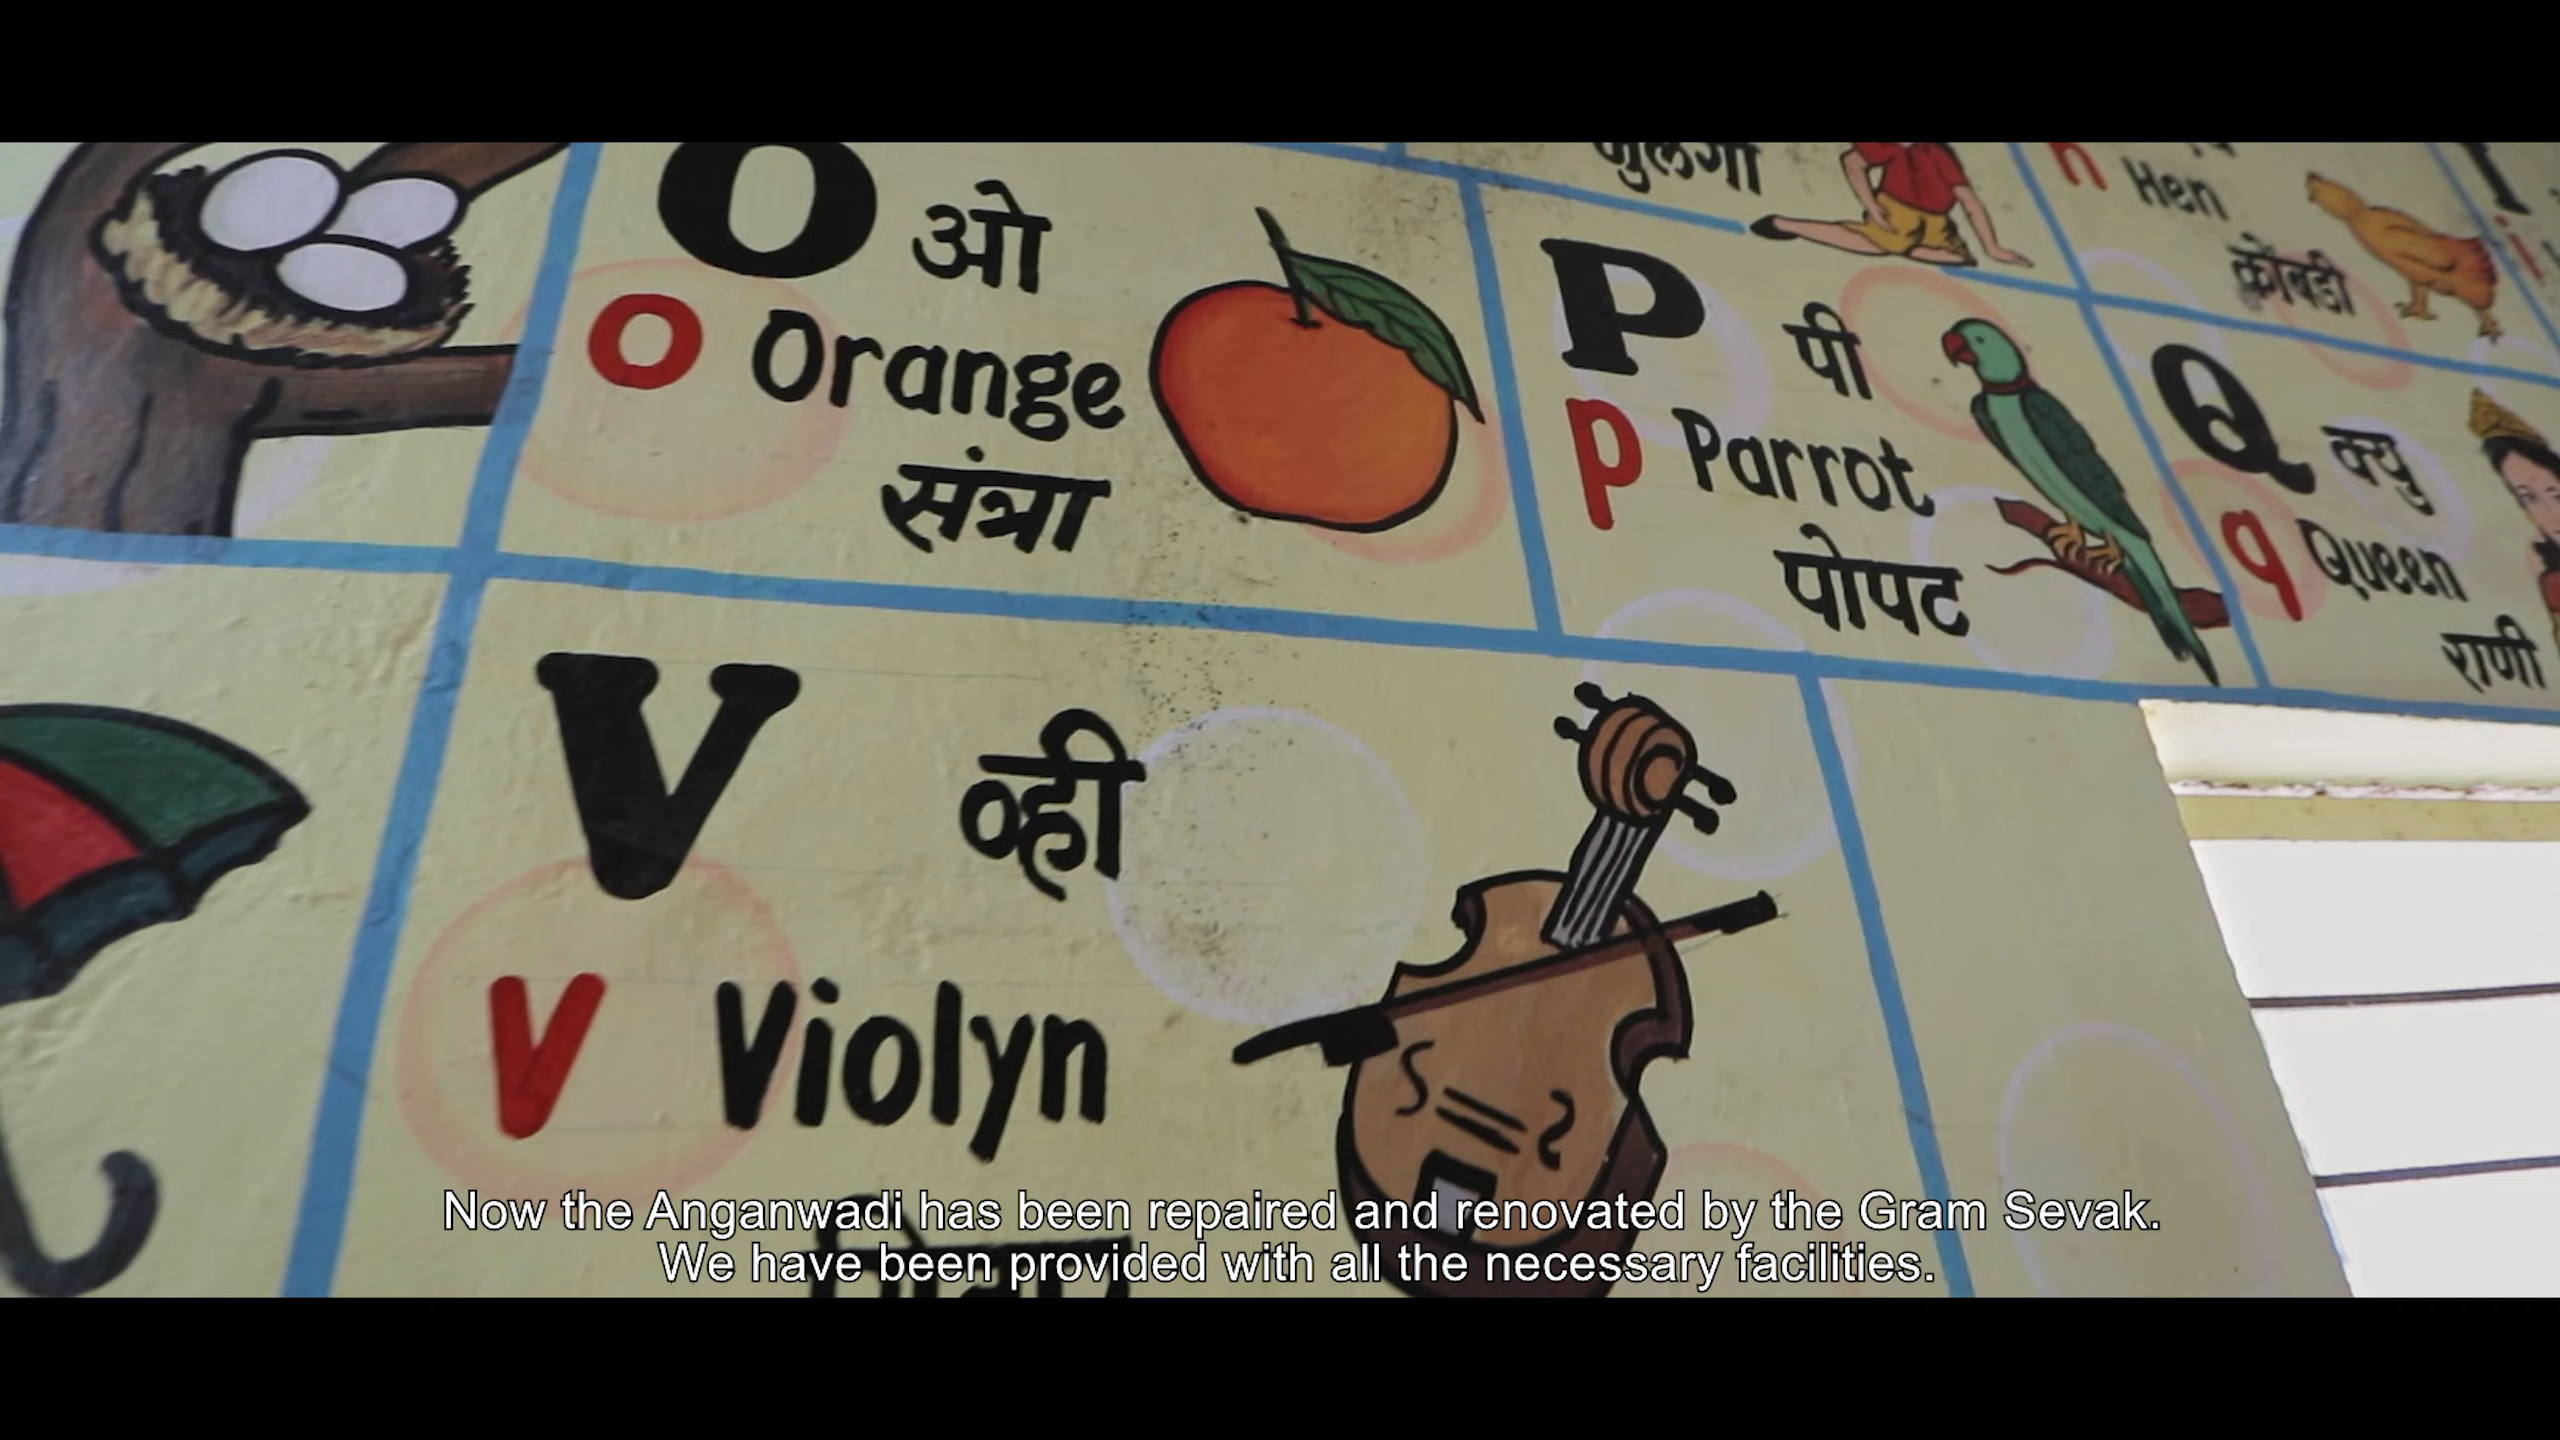 मुलगी
h
Hen
कोंबडी
i
O ओ
o Orange
संत्रा
P पी
p Parrot
पोपट
Q क्यु
q Queen
राणी
V व्ही
v Violyn
Now the Anganwadi has been repaired and renovated by the Gram Sevak.
We have been provided with all the necessary facilities.